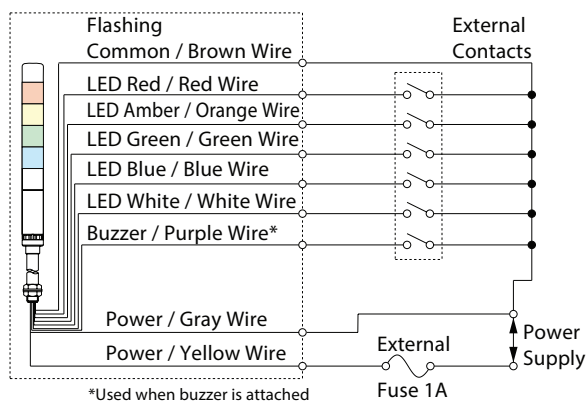 Flashing
Common / Brown Wire
External
Contacts
LED Red / Red Wire
LED Amber / Orange Wire
LED Green / Green Wire
LED Blue / Blue Wire
LED White / White Wire
Buzzer / Purple Wire*
Power / Gray Wire
Power / Yellow Wire
External
Fuse 1A
Power
Supply
*Used when buzzer is attached